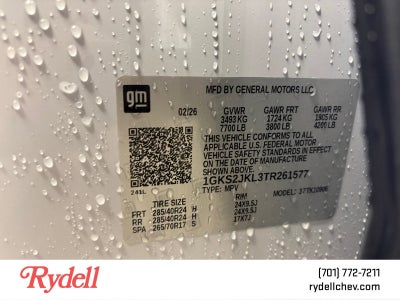 gm
MFD BY GENERAL MOTORS LLC
02/26 GVWR GAWR FRT GAWR RR
3493 KG 1724 KG 1905 KG
7700 LB 3800 LB 4200 LB
THIS VEHICLE CONFORMS TO ALL
APPLICABLE U.S. FEDERAL MOTOR
VEHICLE SAFETY STANDARDS IN EFFECT
ON THE DATE OF MANUFACTURE
SHOWN ABOVE.
1GKS2JKL3TR261577
TYPE: MPV MODEL:
TIRE SIZE RIM
FRT 285/40R24 H 24X9.5J
RR 285/40R24 H 24X9.5J
SPA 265/70R17 S 17X7J
Rydell
(701) 772-7211
rydellchev.com